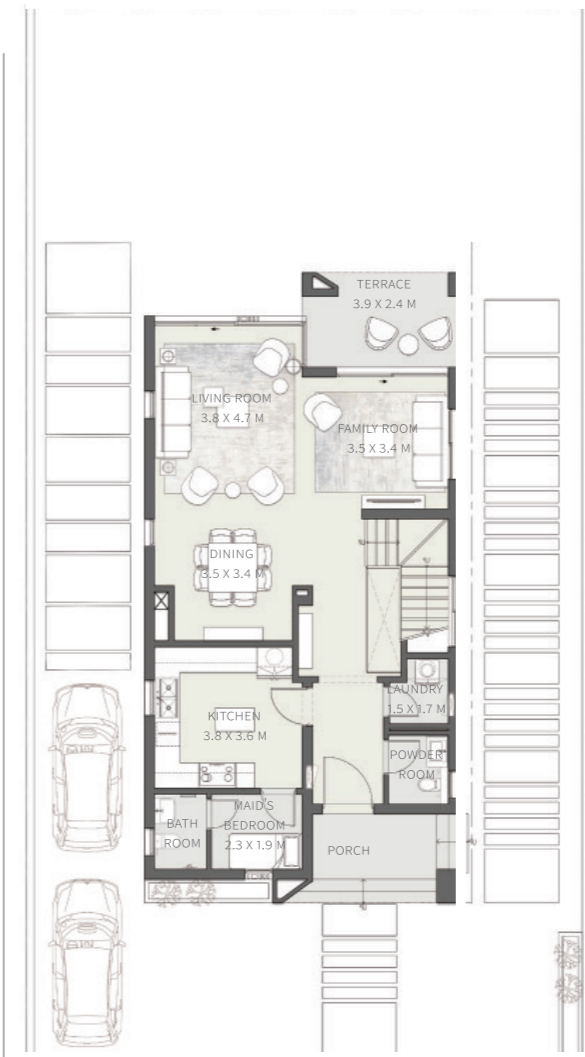 TERRACE
3.9 X 2.4 M
LIVING ROOM
3.8 X 4.7 M
FAMILY ROOM
3.5 X 3.4 M
DINING
3.5 X 3.4 M
KITCHEN
3.8 X 3.6 M
LAUNDRY
1.5 X 1.7 M
POWDER
ROOM
MAID'S
BEDROOM
2.3 X 1.9 M
BATH
ROOM
PORCH